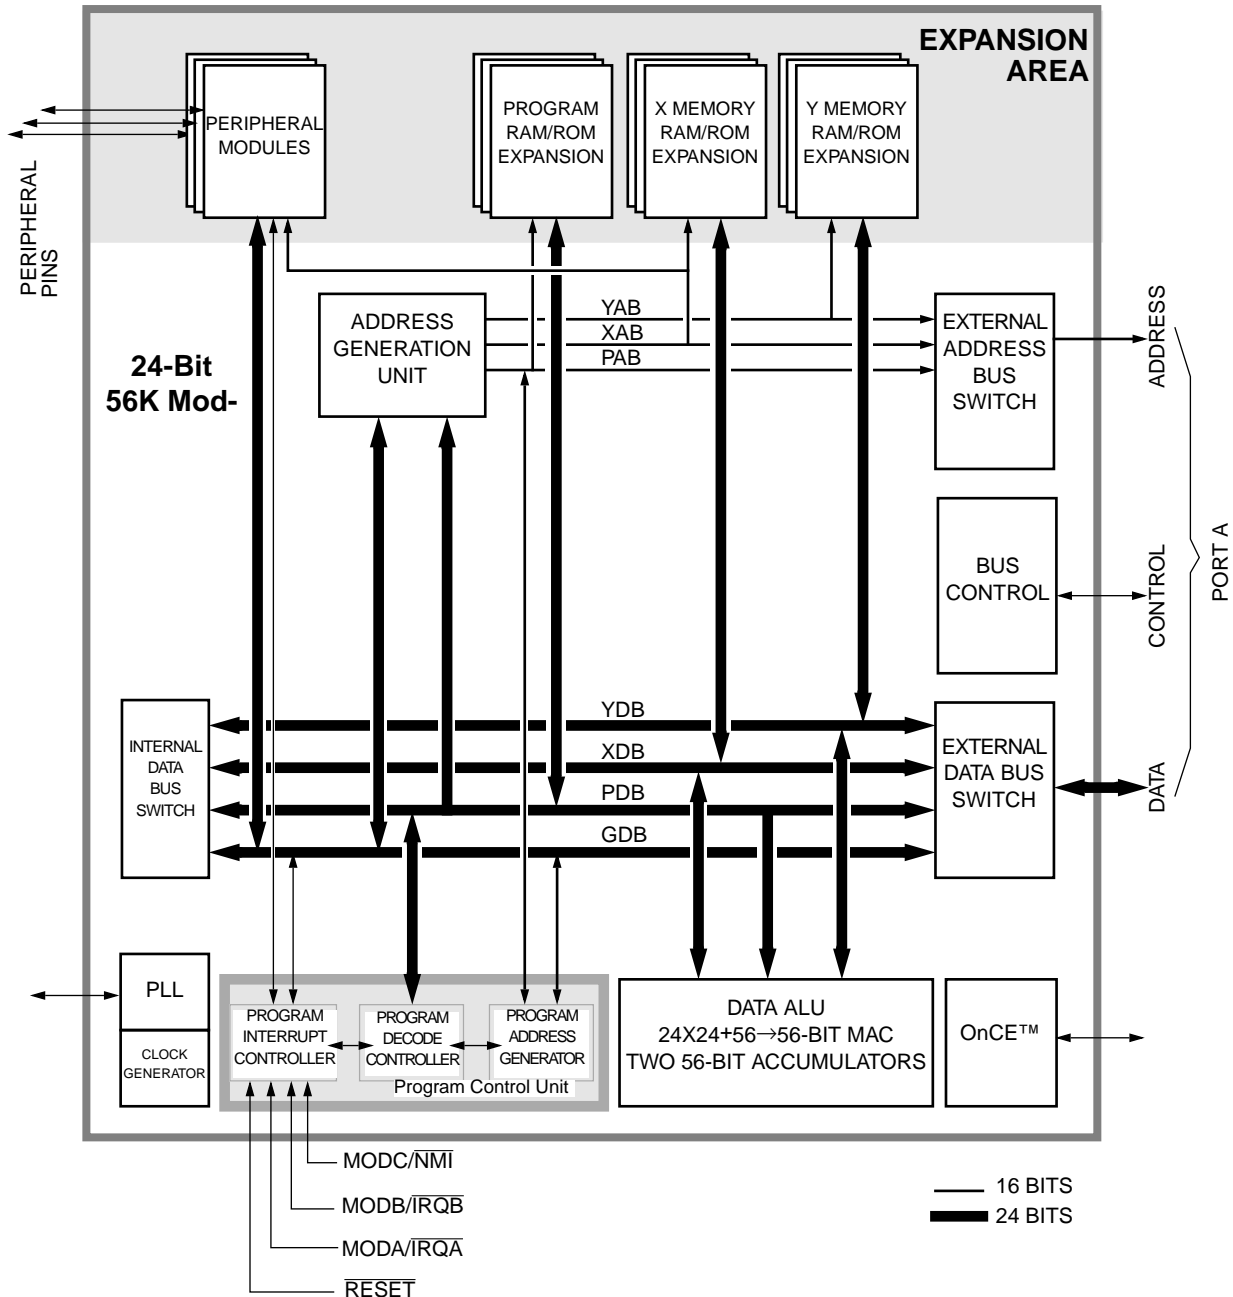 EXPANSION
AREA
PERIPHERAL
MODULES
PROGRAM
RAM/ROM
EXPANSION
X MEMORY
RAM/ROM
EXPANSION
Y MEMORY
RAM/ROM
EXPANSION
PERIPHERAL
PINS
24-Bit
56K Mod-
ADDRESS
GENERATION
UNIT
YAB
XAB
PAB
EXTERNAL
ADDRESS
BUS
SWITCH
ADDRESS
BUS
CONTROL
CONTROL
PORT A
INTERNAL
DATA
BUS
SWITCH
YDB
XDB
PDB
GDB
EXTERNAL
DATA BUS
SWITCH
DATA
PLL
CLOCK
GENERATOR
PROGRAM
INTERRUPT
CONTROLLER
PROGRAM
DECODE
CONTROLLER
PROGRAM
ADDRESS
GENERATOR
Program Control Unit
DATA ALU
24X24+56→56-BIT MAC
TWO 56-BIT ACCUMULATORS
OnCE™
MODC/N̅M̅I̅
MODB/I̅R̅Q̅B̅
MODA/I̅R̅Q̅A̅
R̅E̅S̅E̅T̅
16 BITS
24 BITS